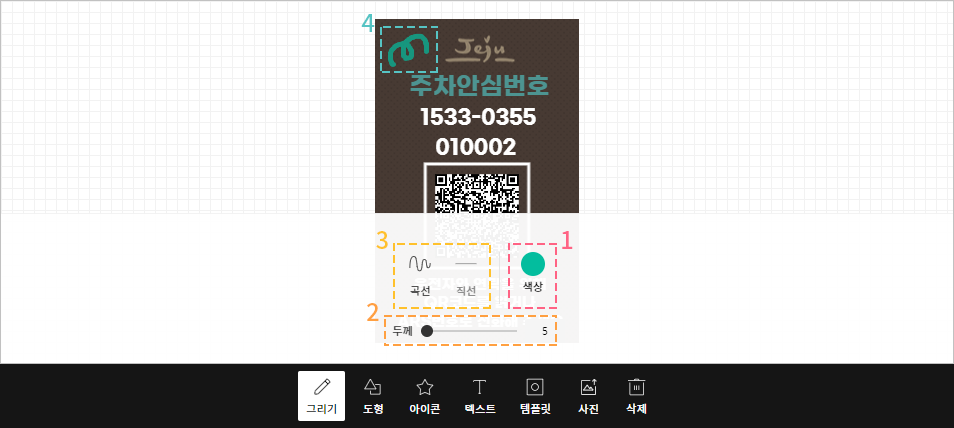 4
Jeju
주차안심번호
1533-0355
010002
3
1
곡선
직선
색상
2
두께
5
그리기
도형
아이콘
텍스트
템플릿
사진
삭제